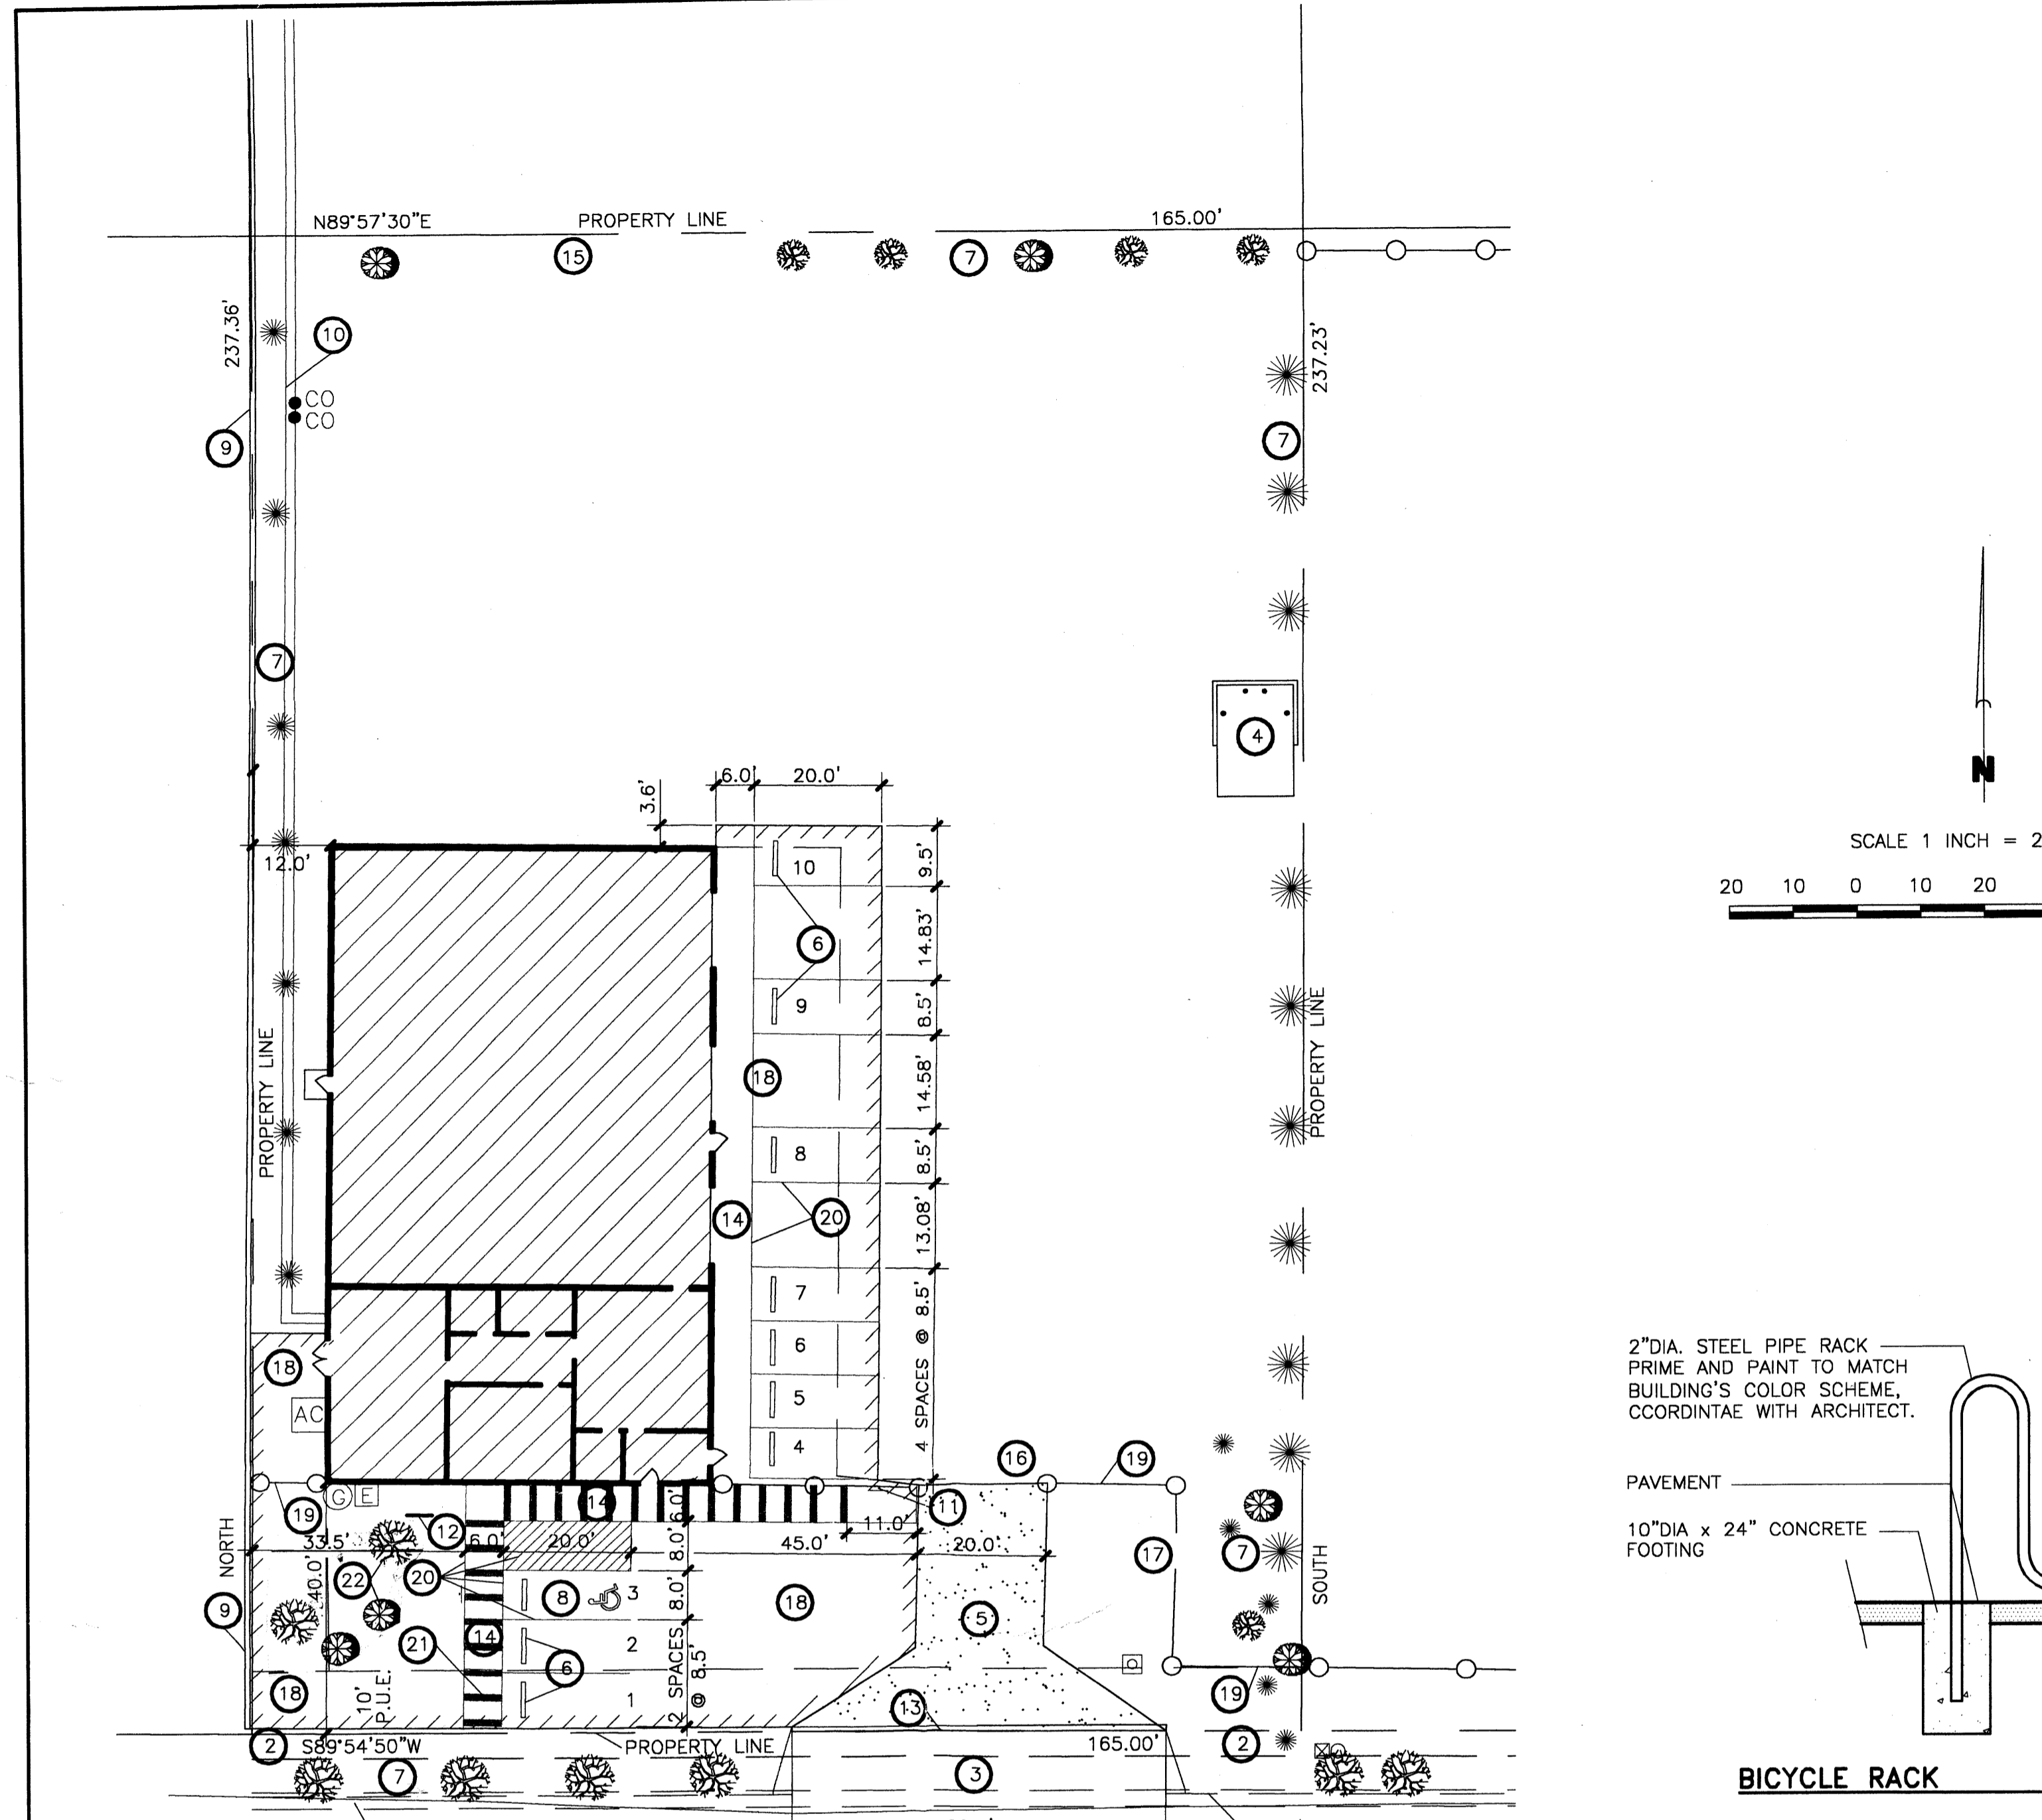 N89°57'30"E
PROPERTY LINE
165.00'
15
7
237.36'
10
237.23'
CO
CO
9
7
7
4
6.0'
20.0'
3.6'
N
SCALE 1 INCH = 2
20 10 0 10 20
12.0'
10
9.5'
6
14.83'
9
8.5'
PROPERTY LINE
PROPERTY LINE
18
14.58'
8
8.5'
14
20
13.08'
7
6
5
4
4 SPACES @ 8.5'
18
AC
2"DIA. STEEL PIPE RACK
PRIME AND PAINT TO MATCH
BUILDING'S COLOR SCHEME,
CCORDINTAE WITH ARCHITECT.
PAVEMENT
10"DIA x 24" CONCRETE
FOOTING
16
19
G E
19
12
14
6.0'
11
11.0'
33.5'
6.0'
20.0'
8.0'
45.0'
20.0'
17
7
NORTH
SOUTH
40.0'
22
20
8
3
8.0'
18
5
9
21
14
2
6
1
2 SPACES
@ 8.5'
18
10'
P.U.E.
13
19
2
S89°54'50"W
PROPERTY LINE
165.00'
2
7
3
BICYCLE RACK